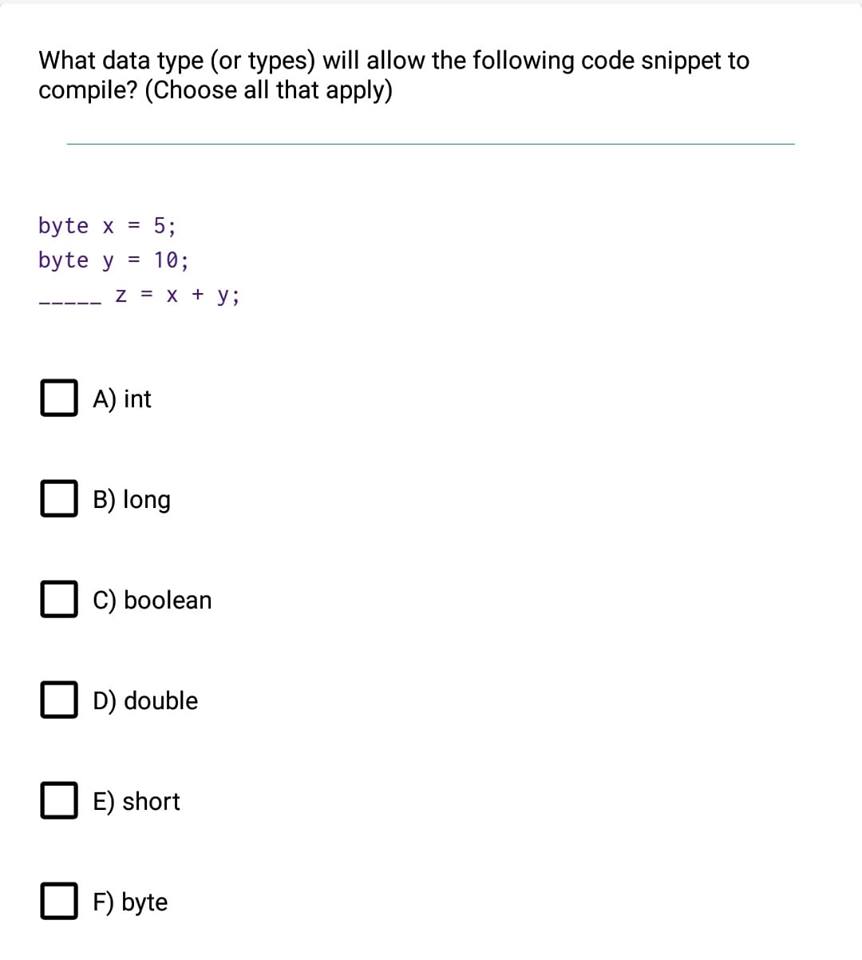 What data type (or types) will allow the following code snippet to
compile? (Choose all that apply)
byte x = 5;
byte y = 10;
_____ z = x + y;
A) int
B) long
C) boolean
D) double
E) short
F) byte